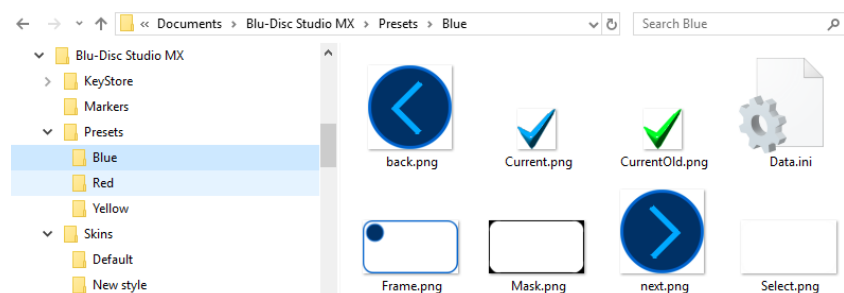 « Documents > Blu-Disc Studio MX > Presets > Blue
Search Blue
Blu-Disc Studio MX
KeyStore
Markers
Presets
Blue
Red
Yellow
Skins
Default
New style
back.png
Current.png
CurrentOld.png
Data.ini
Frame.png
Mask.png
next.png
Select.png